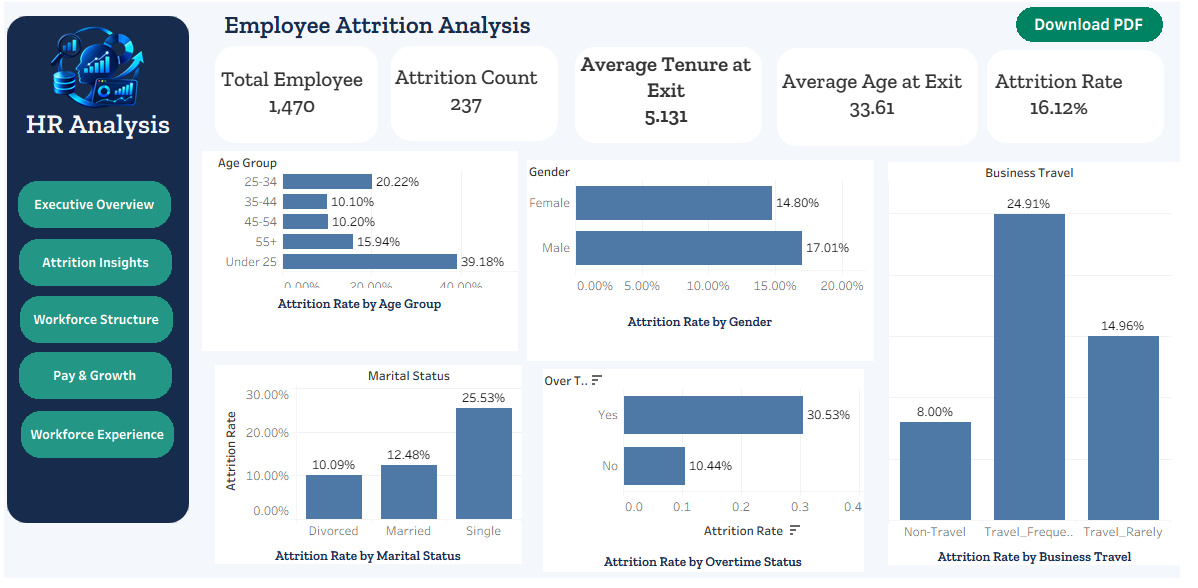 Employee Attrition Analysis
Download PDF
HR Analysis
Executive Overview
Attrition Insights
Workforce Structure
Pay & Growth
Workforce Experience
Total Employee
1,470
Attrition Count
237
Average Tenure at
Exit
5.131
Average Age at Exit
33.61
Attrition Rate
16.12%
Age Group
25-34 20.22%
35-44 10.10%
45-54 10.20%
55+ 15.94%
Under 25 39.18%
0.00% 20.00% 40.00%
Attrition Rate by Age Group
Gender
Female 14.80%
Male 17.01%
0.00% 5.00% 10.00% 15.00% 20.00%
Attrition Rate by Gender
Business Travel
24.91%
14.96%
8.00%
Non-Travel Travel_Freque.. Travel_Rarely
Attrition Rate by Business Travel
Marital Status
Attrition Rate
30.00%
20.00%
10.00%
0.00%
10.09% 12.48% 25.53%
Divorced Married Single
Attrition Rate by Marital Status
Over T..
Yes 30.53%
No 10.44%
0.0 0.1 0.2 0.3 0.4
Attrition Rate
Attrition Rate by Overtime Status